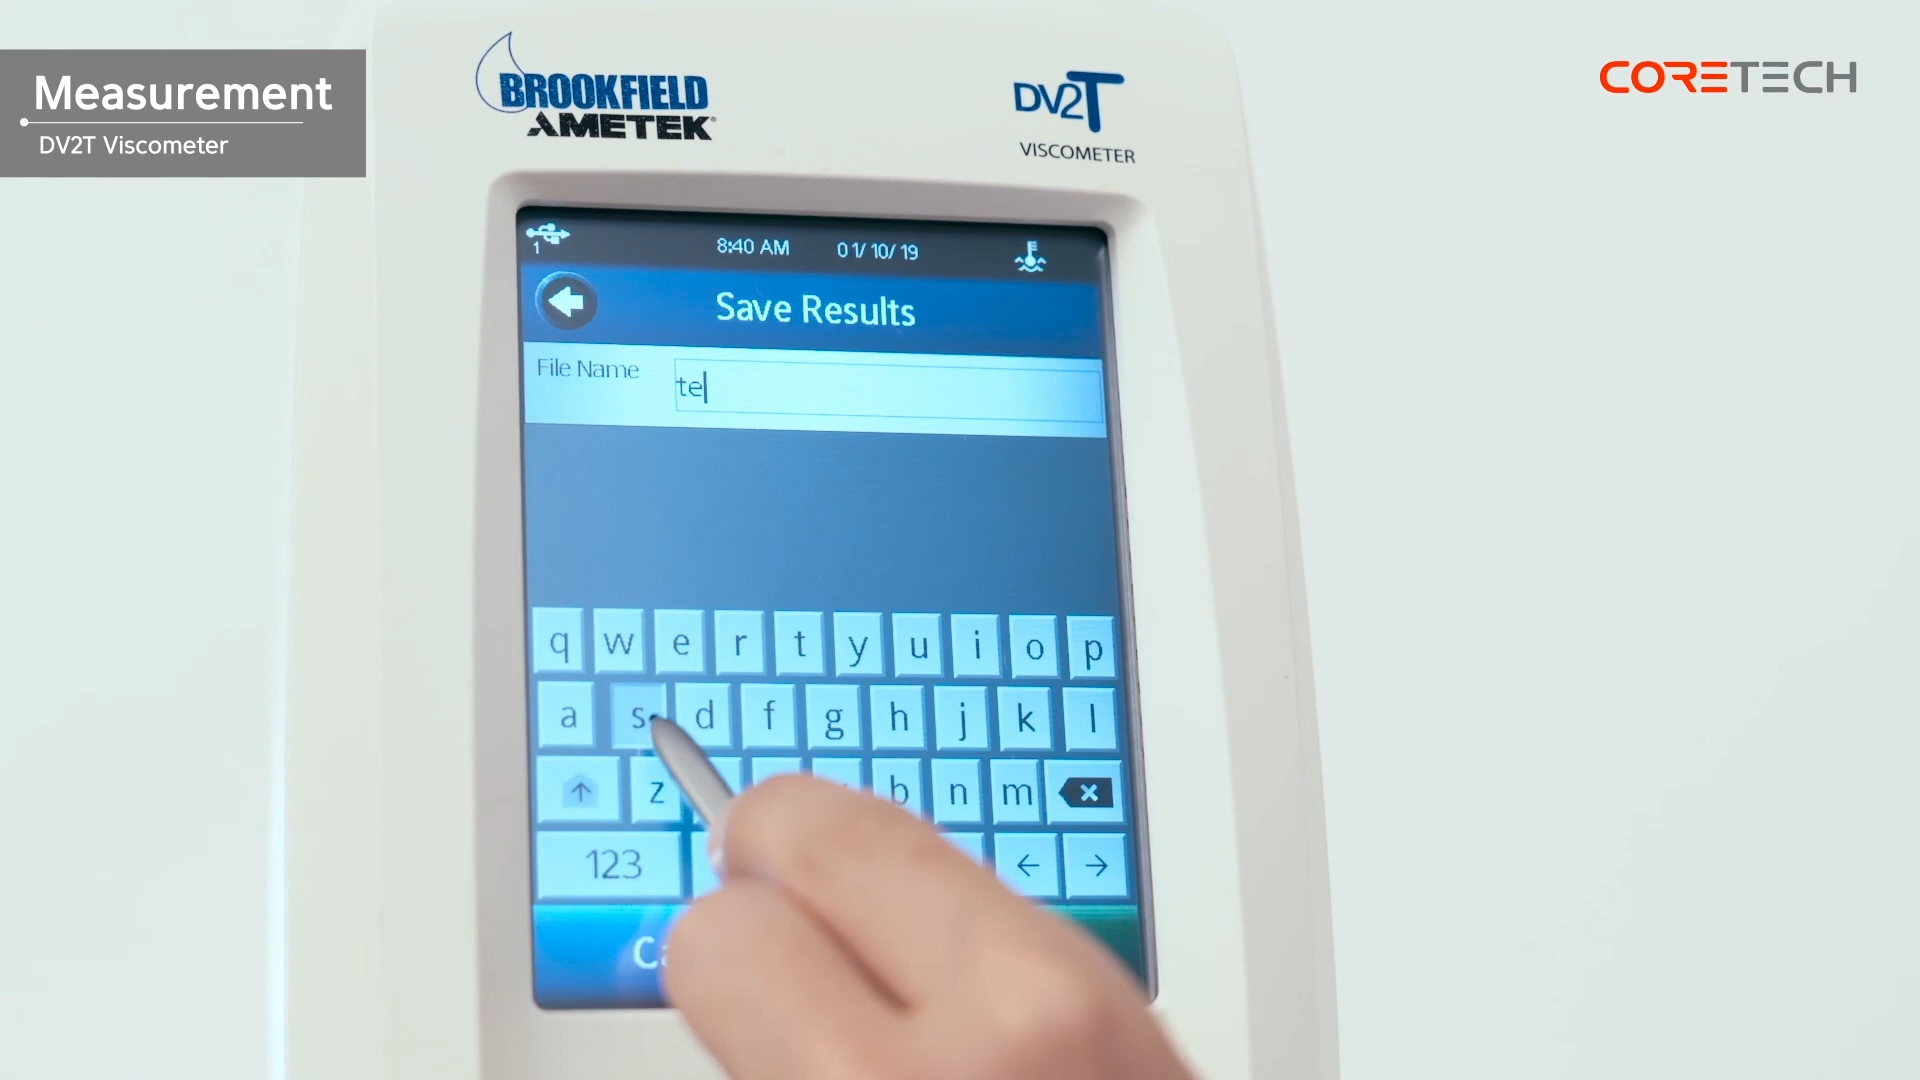 Measurement
DV2T Viscometer
CORETECH
BROOKFIELD
AMETEK®
DV2T
VISCOMETER
1
8:40 AM 01/10/19
Save Results
File Name te
q w e r t y u i o p
a s d f g h j k l
z b n m
123 ← →